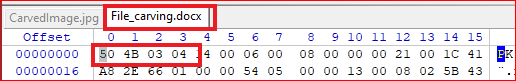 CarvedImage.jpg File_carving.docx
Offset 0 1 2 3 4 5 6 7 8 9 10 11 12 13 14 15
00000000 50 4B 03 04 14 00 06 00 08 00 00 00 21 00 1C 41 PK
00000016 A8 2E 66 01 00 00 54 05 00 00 13 00 08 02 5B 43 ¨.f